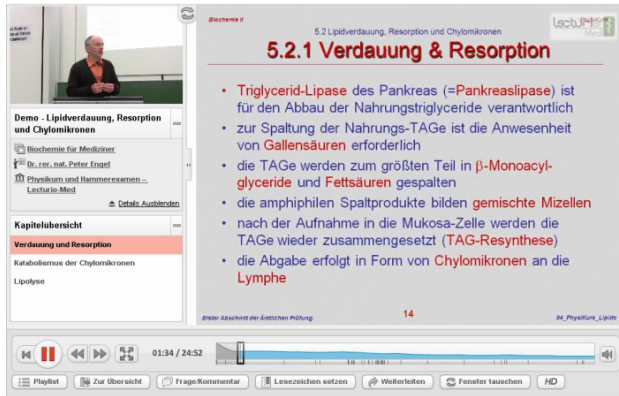 Biochemie II
5.2 Lipidverdauung, Resorption und Chylomikronen
Lecturio
Med
5.2.1 Verdauung & Resorption
• Triglycerid-Lipase des Pankreas (=Pankreaslipase) ist
für den Abbau der Nahrungstriglyceride verantwortlich
• zur Spaltung der Nahrungs-TAGe ist die Anwesenheit
von Gallensäuren erforderlich
• die TAGe werden zum größten Teil in β-Monoacyl-
glyceride und Fettsäuren gespalten
• die amphiphilen Spaltprodukte bilden gemischte Mizellen
• nach der Aufnahme in die Mukosa-Zelle werden die
TAGe wieder zusammengesetzt (TAG-Resynthese)
• die Abgabe erfolgt in Form von Chylomikronen an die
Lymphe
Erster Abschnitt der Ärztlichen Prüfung:
14
04_PhysiKurs_Lipide
Demo - Lipidverdauung, Resorption
und Chylomikronen
Biochemie für Mediziner
Dr. rer. nat. Peter Engel
Physikum und Hammerexamen –
Lecturio-Med
Details Ausblenden
Kapitelübersicht
Verdauung und Resorption
Katabolismus der Chylomikronen
Lipolyse
01:34 / 24:52
Playlist
Zur Übersicht
Frage/Kommentar
Lesezeichen setzen
Weiterleiten
Fenster tauschen
HD